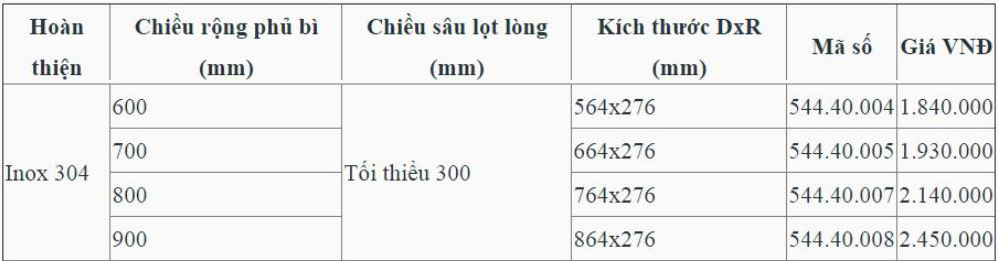 Hoàn thiện | Chiều rộng phủ bì (mm) | Chiều sâu lọt lòng (mm) | Kích thước DxR (mm) | Mã số | Giá VNĐ
Inox 304 | 600 | Tối thiểu 300 | 564x276 | 544.40.004 | 1.840.000
700 | 664x276 | 544.40.005 | 1.930.000
800 | 764x276 | 544.40.007 | 2.140.000
900 | 864x276 | 544.40.008 | 2.450.000